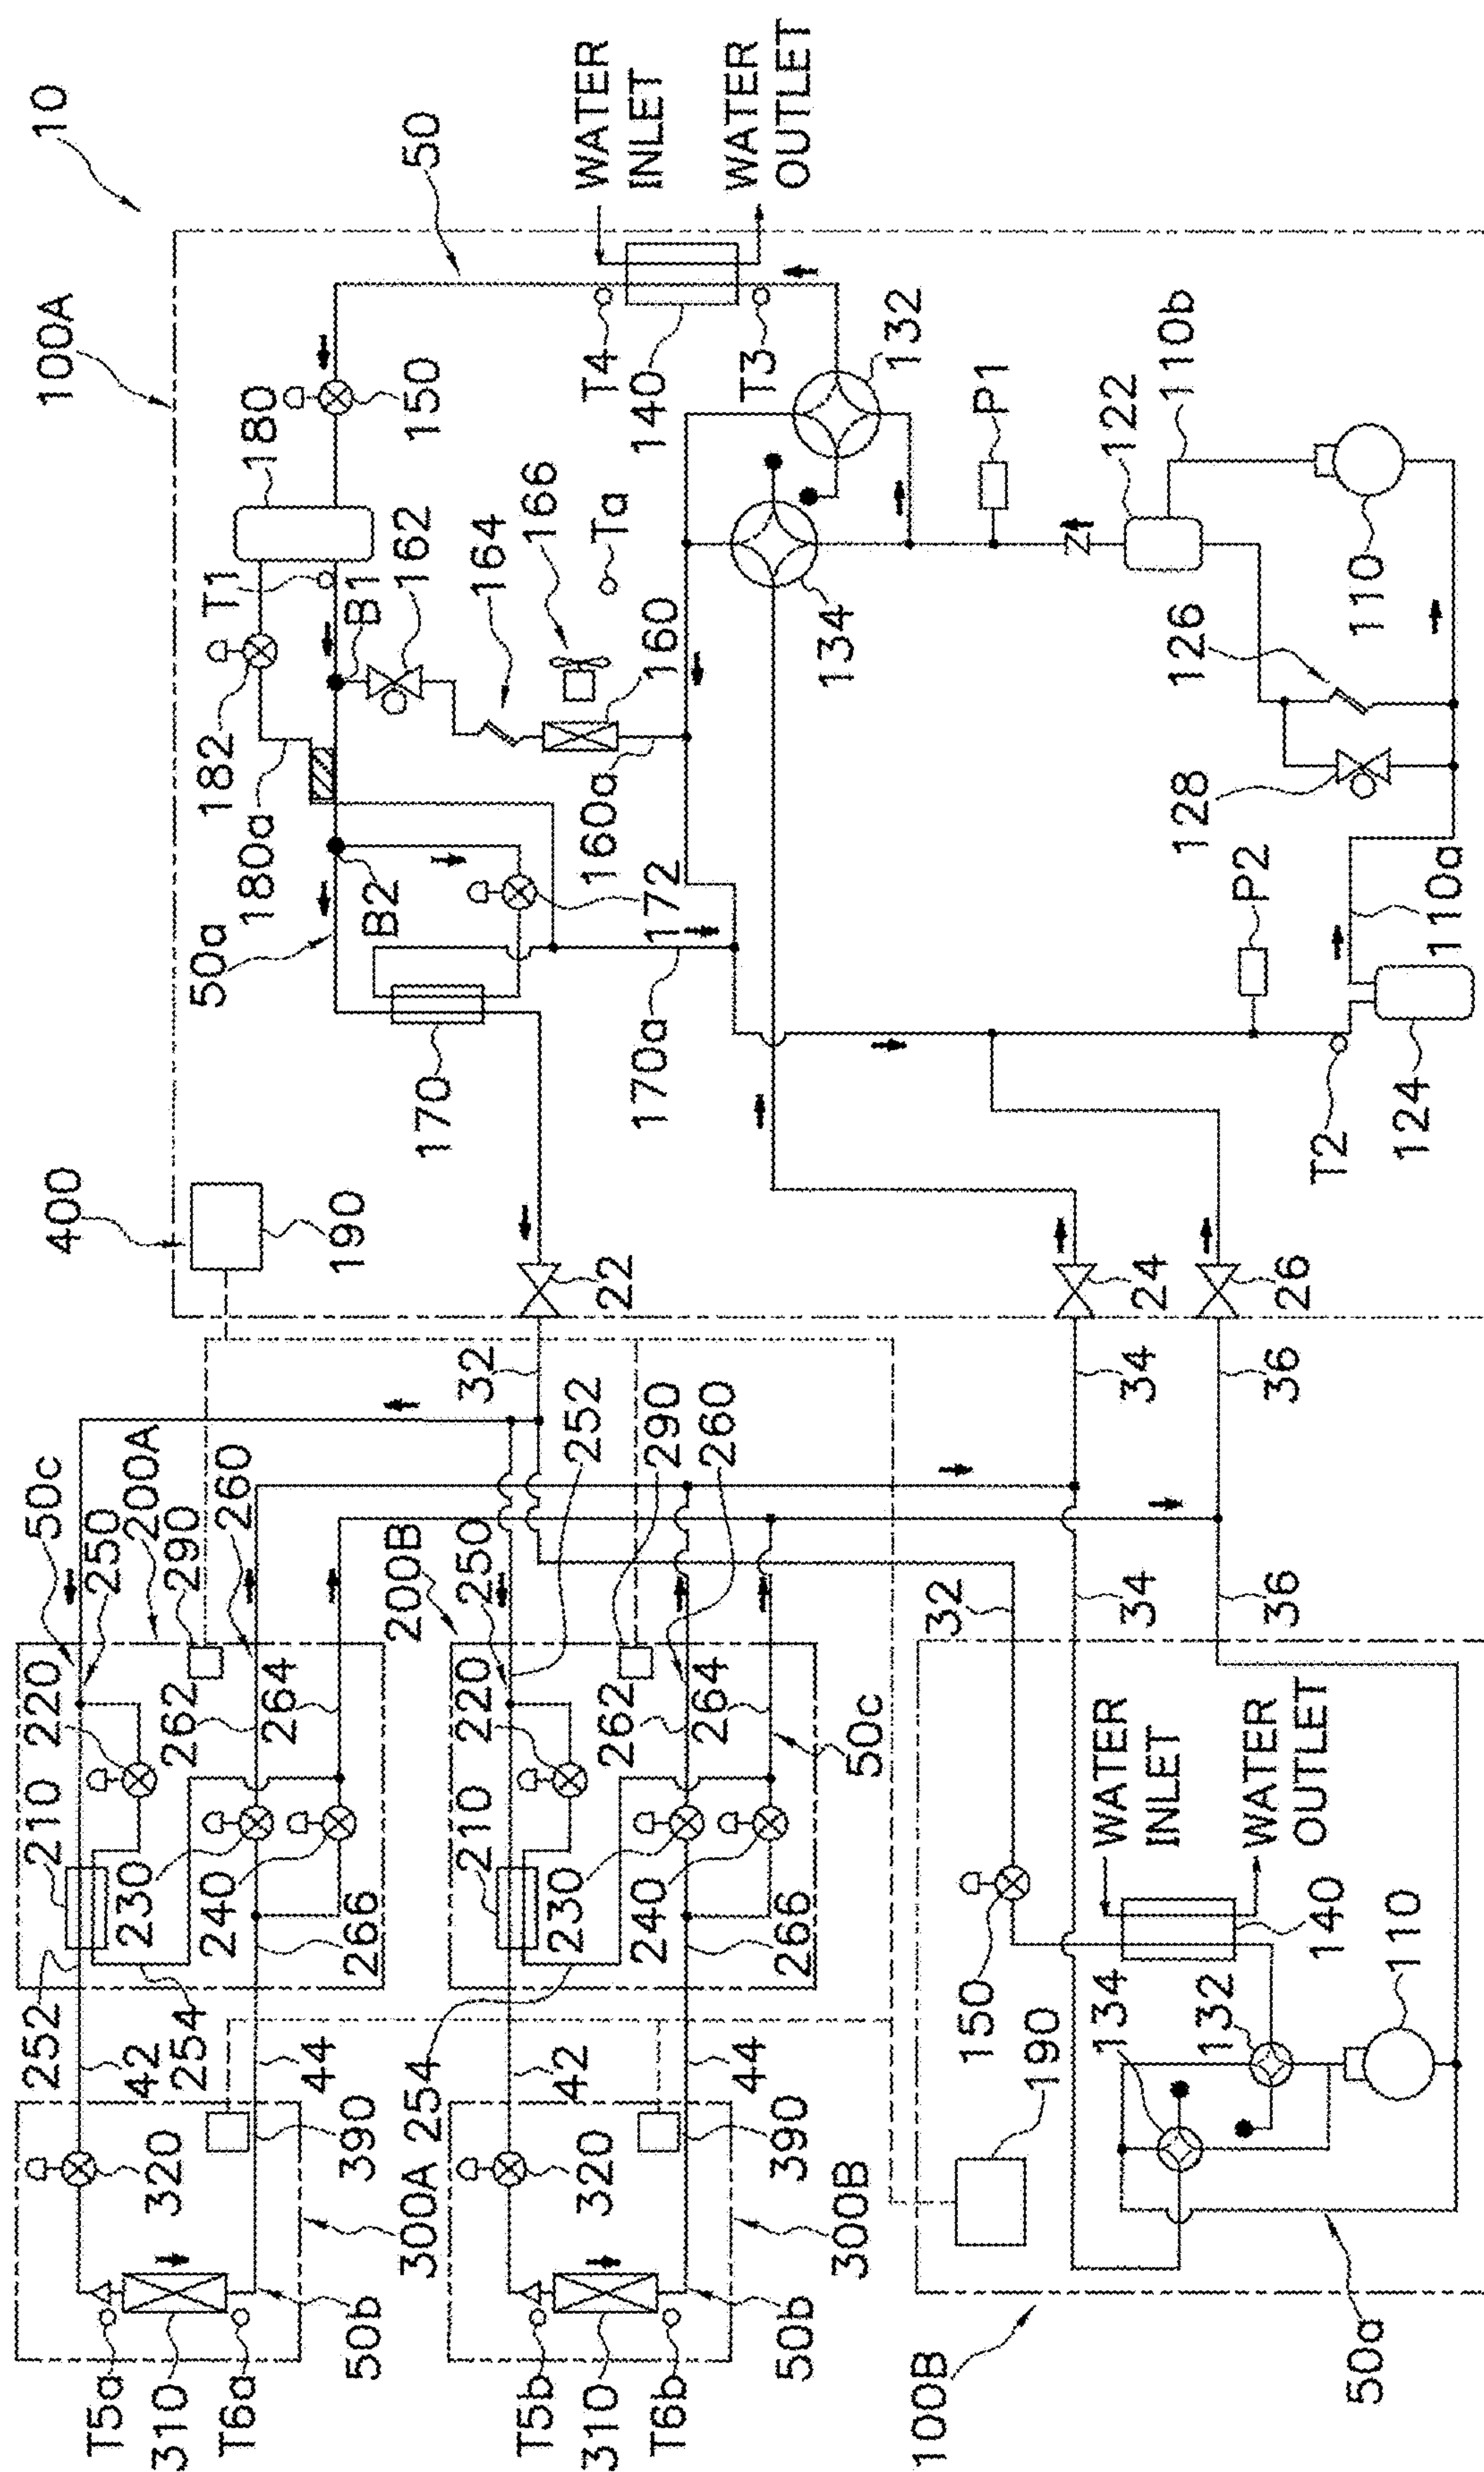 10
100A
400
190
50
WATER
INLET
WATER
OUTLET
180
150
T4
140
T3
132
T1
B1
162
164
166
Ta
160
160a
134
P1
122
110b
110
126
128
182
180a
50a
B2
172
170
170a
P2
110a
T2
124
22
24
26
32
34
36
50c
250
200A
290
260
220
210
262
264
230
240
266
252
254
42
44
320
390
300A
T5a
310
T6a
50b
200B
250
252
290
260
220
210
262
264
50c
230
240
266
254
42
44
320
390
300B
T5b
310
T6b
50b
32
34
36
WATER
INLET
WATER
OUTLET
150
140
134
132
110
190
100B
50a